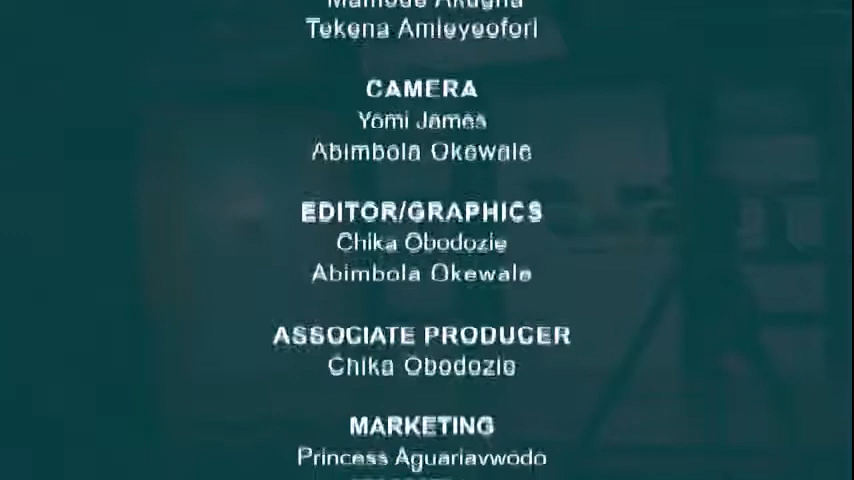 Tekena Amieyeofori
CAMERA
Yomi James
Abimbola Okewale
EDITOR/GRAPHICS
Chika Obodozie
Abimbola Okewale
ASSOCIATE PRODUCER
Chika Obodozie
MARKETING
Princess Aguariavwodo